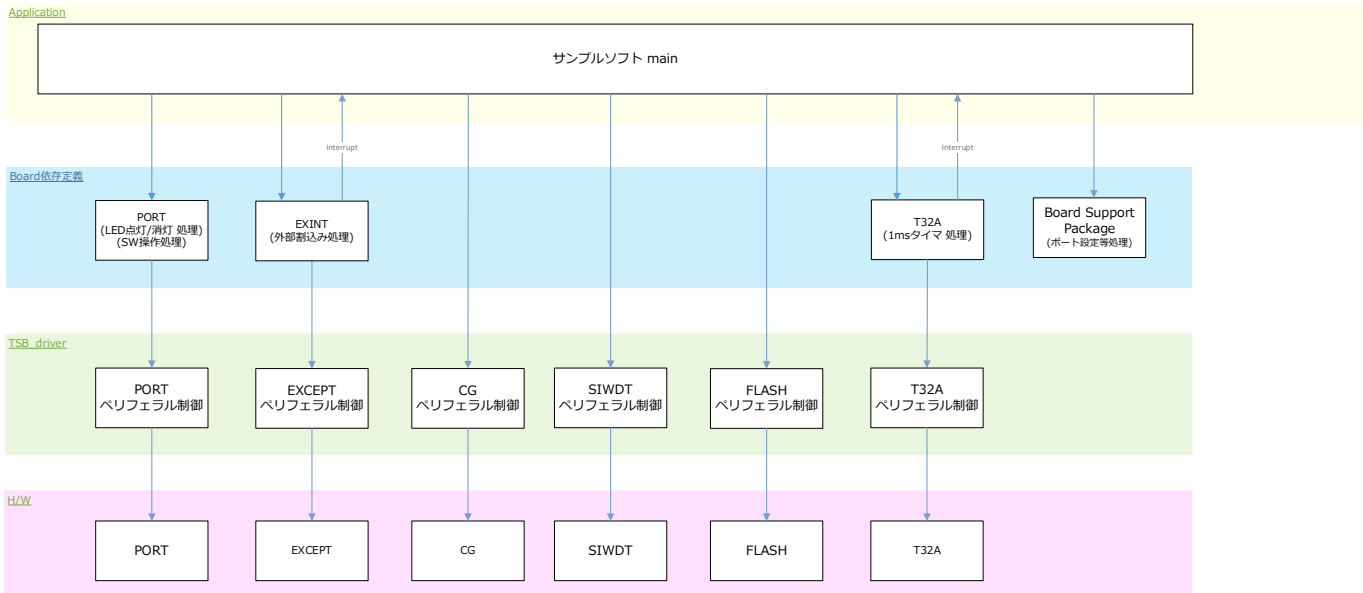 Application
サンプルソフト main
Interrupt
Interrupt
Board依存定義
PORT
(LED点灯/消灯 処理)
(SW操作処理)
EXINT
(外部割込み処理)
T32A
(1msタイマ 処理)
Board Support
Package
(ポート設定等処理)
TSB_driver
PORT
ペリフェラル制御
EXCEPT
ペリフェラル制御
CG
ペリフェラル制御
SIWDT
ペリフェラル制御
FLASH
ペリフェラル制御
T32A
ペリフェラル制御
H/W
PORT
EXCEPT
CG
SIWDT
FLASH
T32A